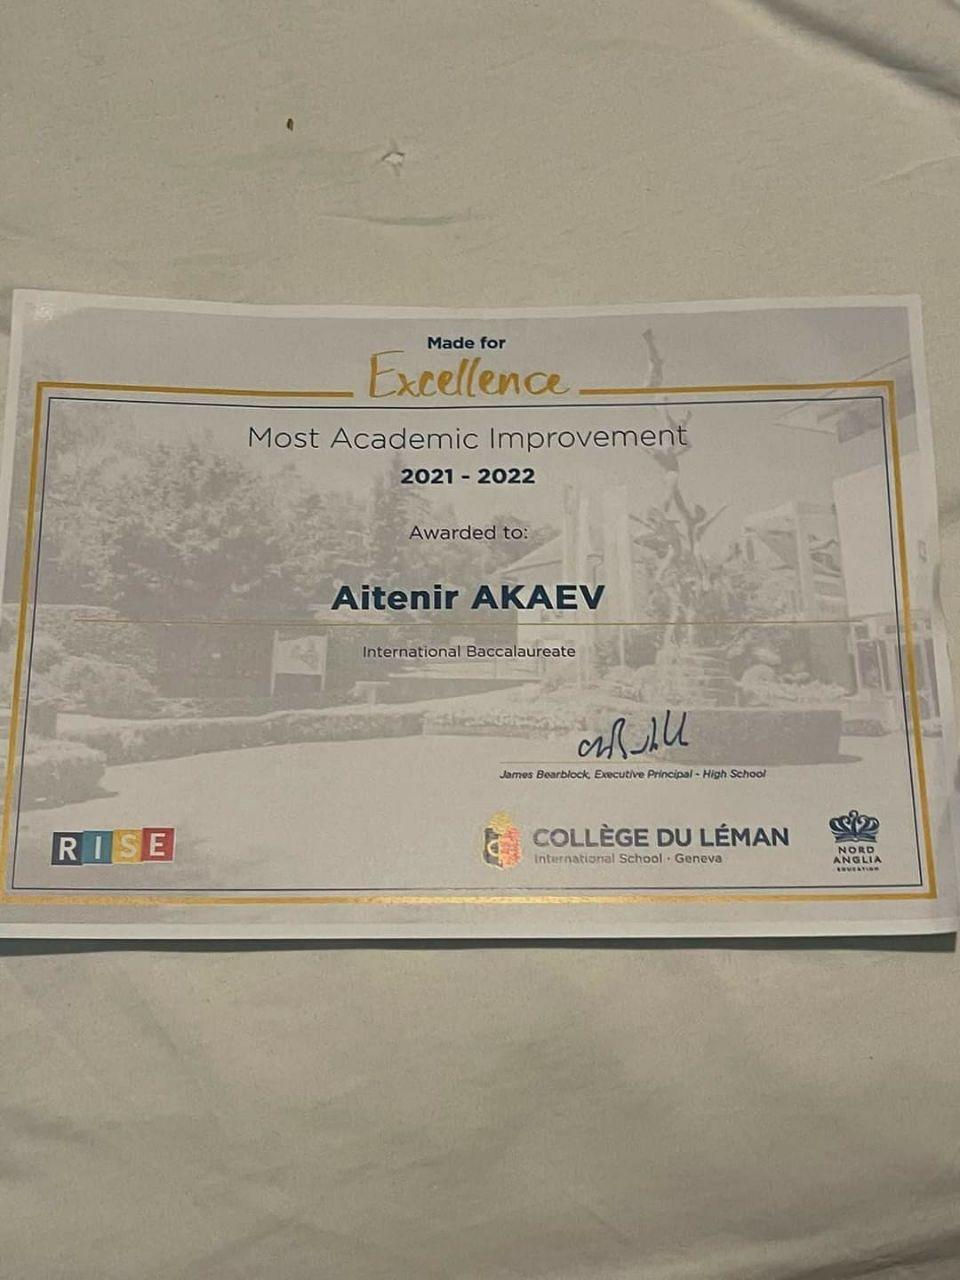 Made for
Excellence
Most Academic Improvement
2021 - 2022
Awarded to:
Aitenir AKAEV
International Baccalaureate
James Bearblock, Executive Principal - High School
RISE
COLLÈGE DU LÉMAN
International School · Geneva
NORD
ANGLIA
EDUCATION